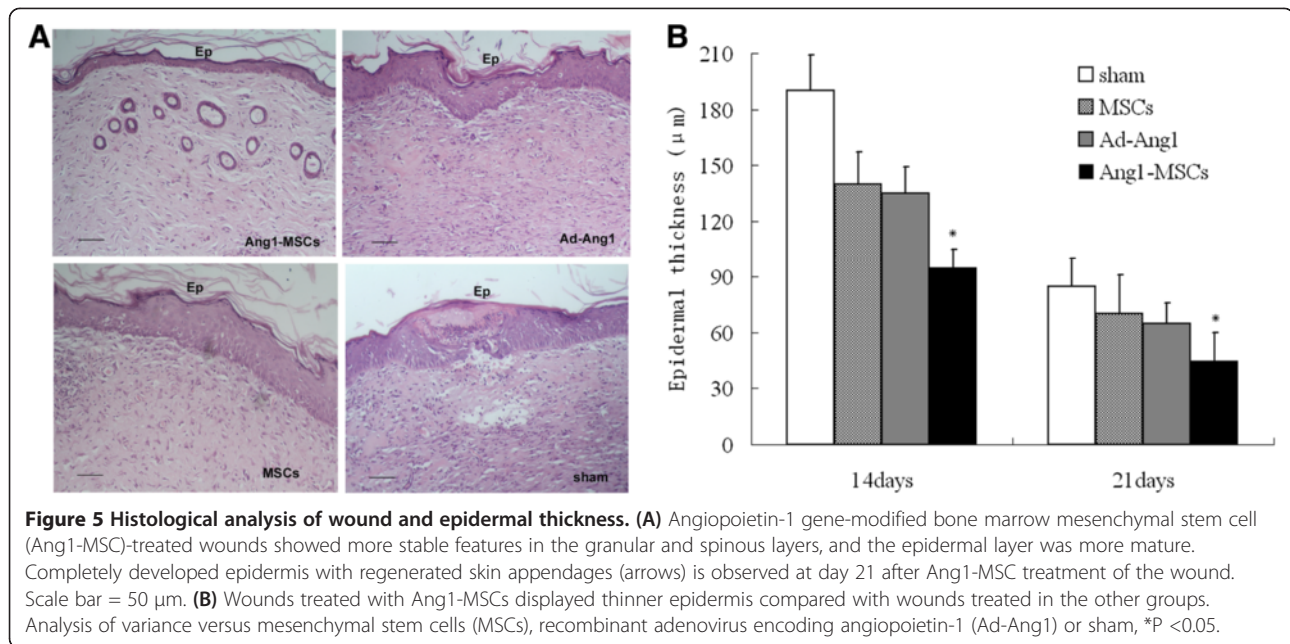 A
Ep
Ang1-MSCs
Ep
Ad-Ang1
Ep
MSCs
Ep
sham
B
Epidermal thickness (μm)
210
180
150
120
90
60
30
0
sham
MSCs
Ad-Ang1
Ang1-MSCs
*
*
14days
21days
Figure 5 Histological analysis of wound and epidermal thickness. (A) Angiopoietin-1 gene-modified bone marrow mesenchymal stem cell
(Ang1-MSC)-treated wounds showed more stable features in the granular and spinous layers, and the epidermal layer was more mature.
Completely developed epidermis with regenerated skin appendages (arrows) is observed at day 21 after Ang1-MSC treatment of the wound.
Scale bar = 50 μm. (B) Wounds treated with Ang1-MSCs displayed thinner epidermis compared with wounds treated in the other groups.
Analysis of variance versus mesenchymal stem cells (MSCs), recombinant adenovirus encoding angiopoietin-1 (Ad-Ang1) or sham, *P <0.05.